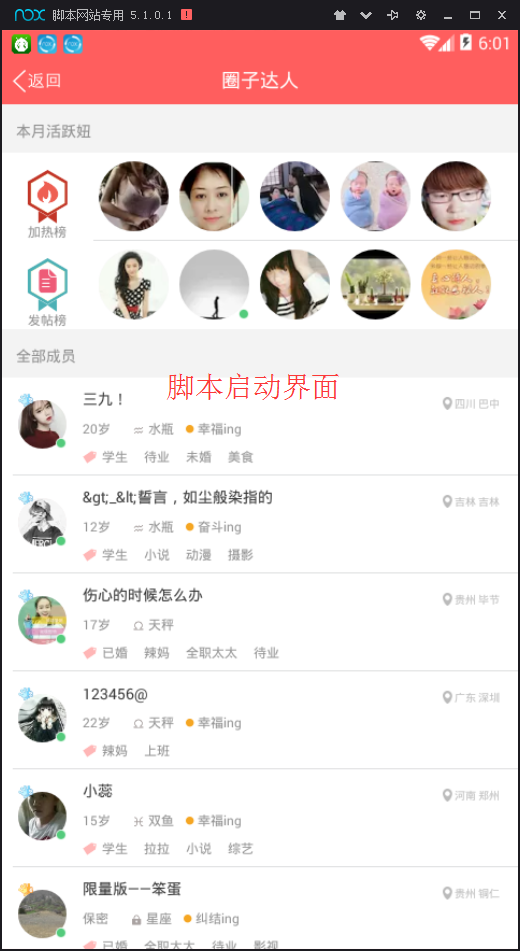 nox 脚本网站专用 5.1.0.1
6:01
返回 圈子达人
本月活跃妞
加热榜
发帖榜
全部成员
脚本启动界面
三九！ 四川 巴中
20岁 水瓶 幸福ing
学生 待业 未婚 美食
&gt;_&lt;誓言，如尘般染指的 吉林 吉林
12岁 水瓶 奋斗ing
学生 小说 动漫 摄影
伤心的时候怎么办 贵州 毕节
17岁 天秤
已婚 辣妈 全职太太 待业
123456@ 广东 深圳
22岁 天秤 幸福ing
辣妈 上班
小蕊 河南 郑州
15岁 双鱼 幸福ing
学生 拉拉 小说 综艺
限量版——笨蛋 贵州 铜仁
保密 星座 纠结ing
已婚 全职太太 待业 影视